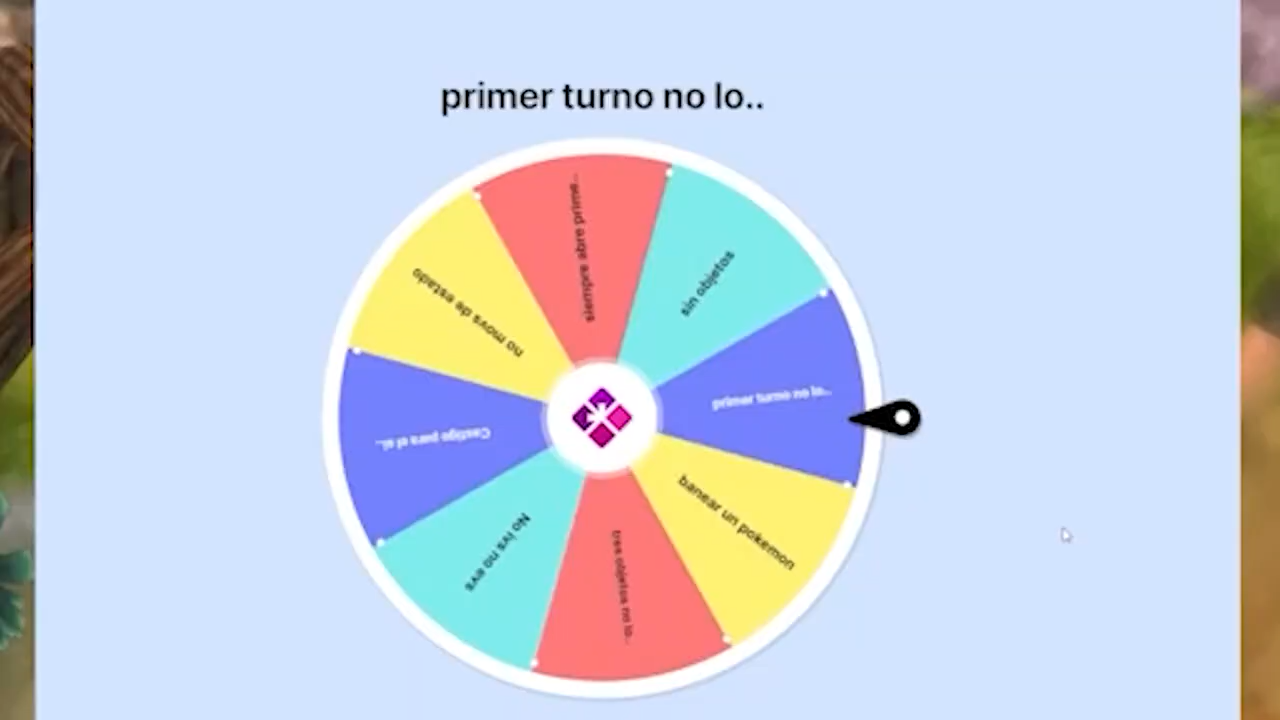 primer turno no lo..
siempre abre prime..
sin objetos
primer turno no lo..
banear un pokemon
tres objetos no lo..
No ivs no evs
Castigo para el si..
no movs de estado